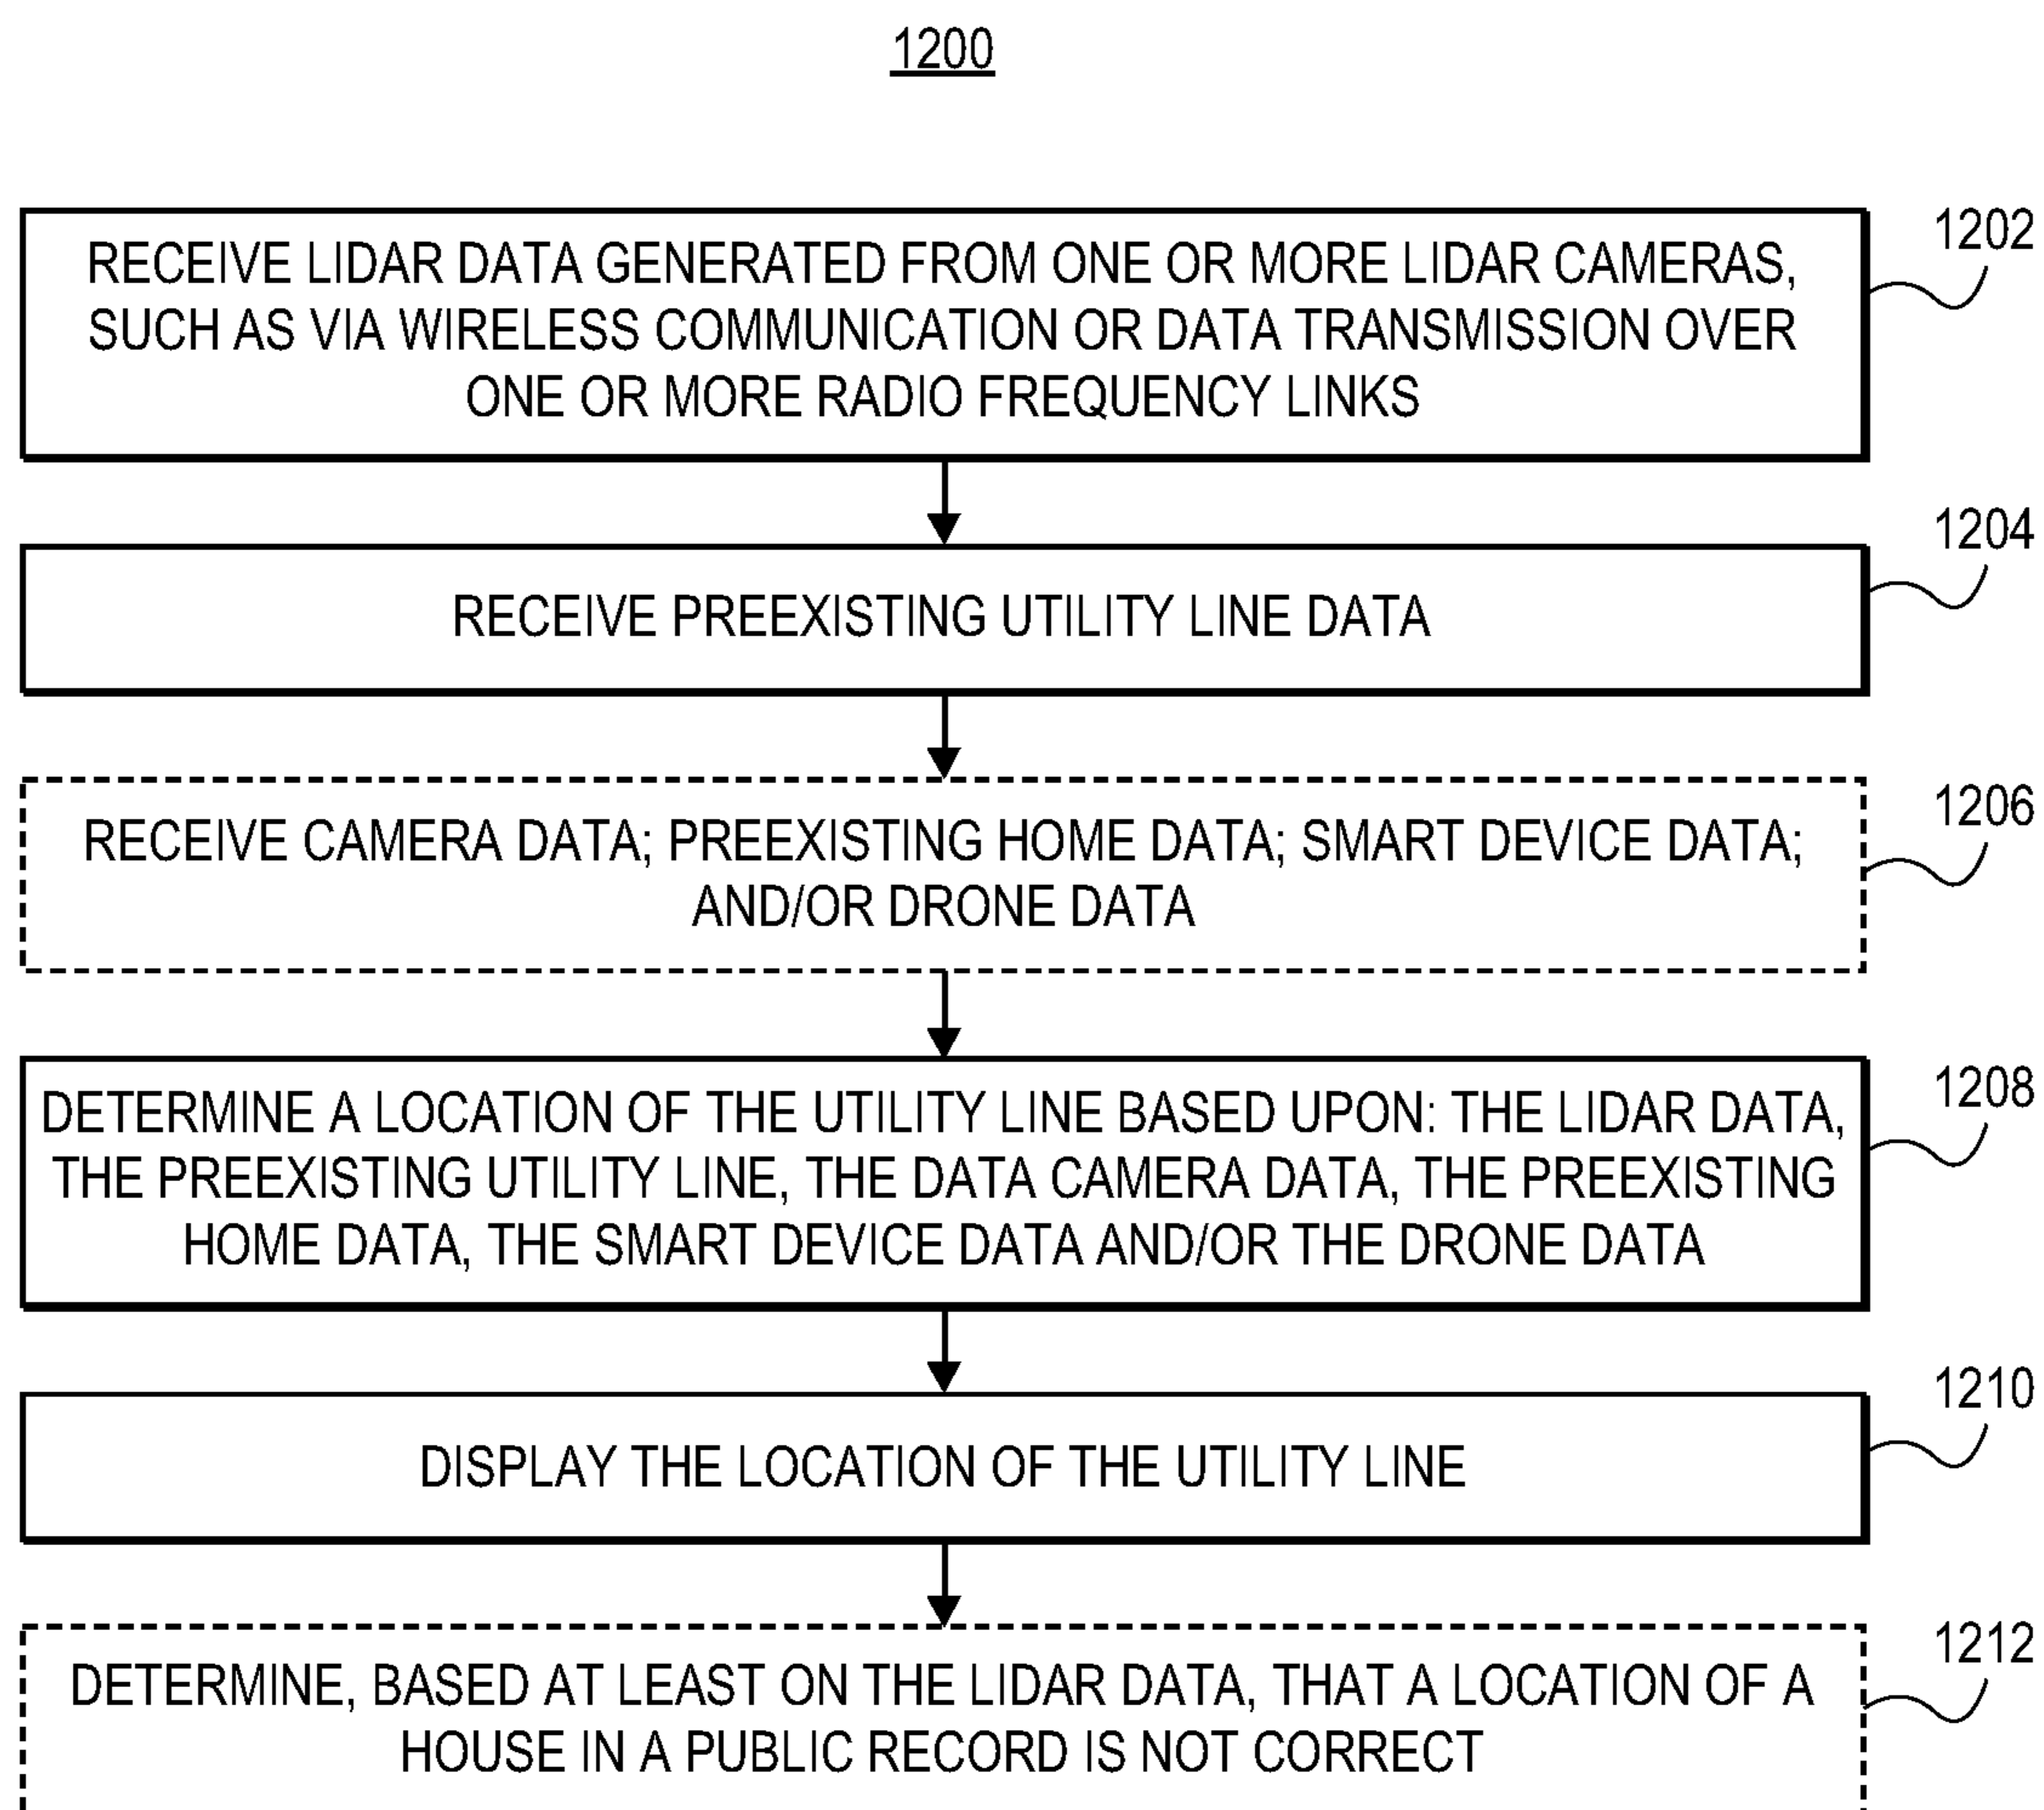 1200
RECEIVE LIDAR DATA GENERATED FROM ONE OR MORE LIDAR CAMERAS,
SUCH AS VIA WIRELESS COMMUNICATION OR DATA TRANSMISSION OVER
ONE OR MORE RADIO FREQUENCY LINKS
1202
RECEIVE PREEXISTING UTILITY LINE DATA
1204
RECEIVE CAMERA DATA; PREEXISTING HOME DATA; SMART DEVICE DATA;
AND/OR DRONE DATA
1206
DETERMINE A LOCATION OF THE UTILITY LINE BASED UPON: THE LIDAR DATA,
THE PREEXISTING UTILITY LINE, THE DATA CAMERA DATA, THE PREEXISTING
HOME DATA, THE SMART DEVICE DATA AND/OR THE DRONE DATA
1208
DISPLAY THE LOCATION OF THE UTILITY LINE
1210
DETERMINE, BASED AT LEAST ON THE LIDAR DATA, THAT A LOCATION OF A
HOUSE IN A PUBLIC RECORD IS NOT CORRECT
1212